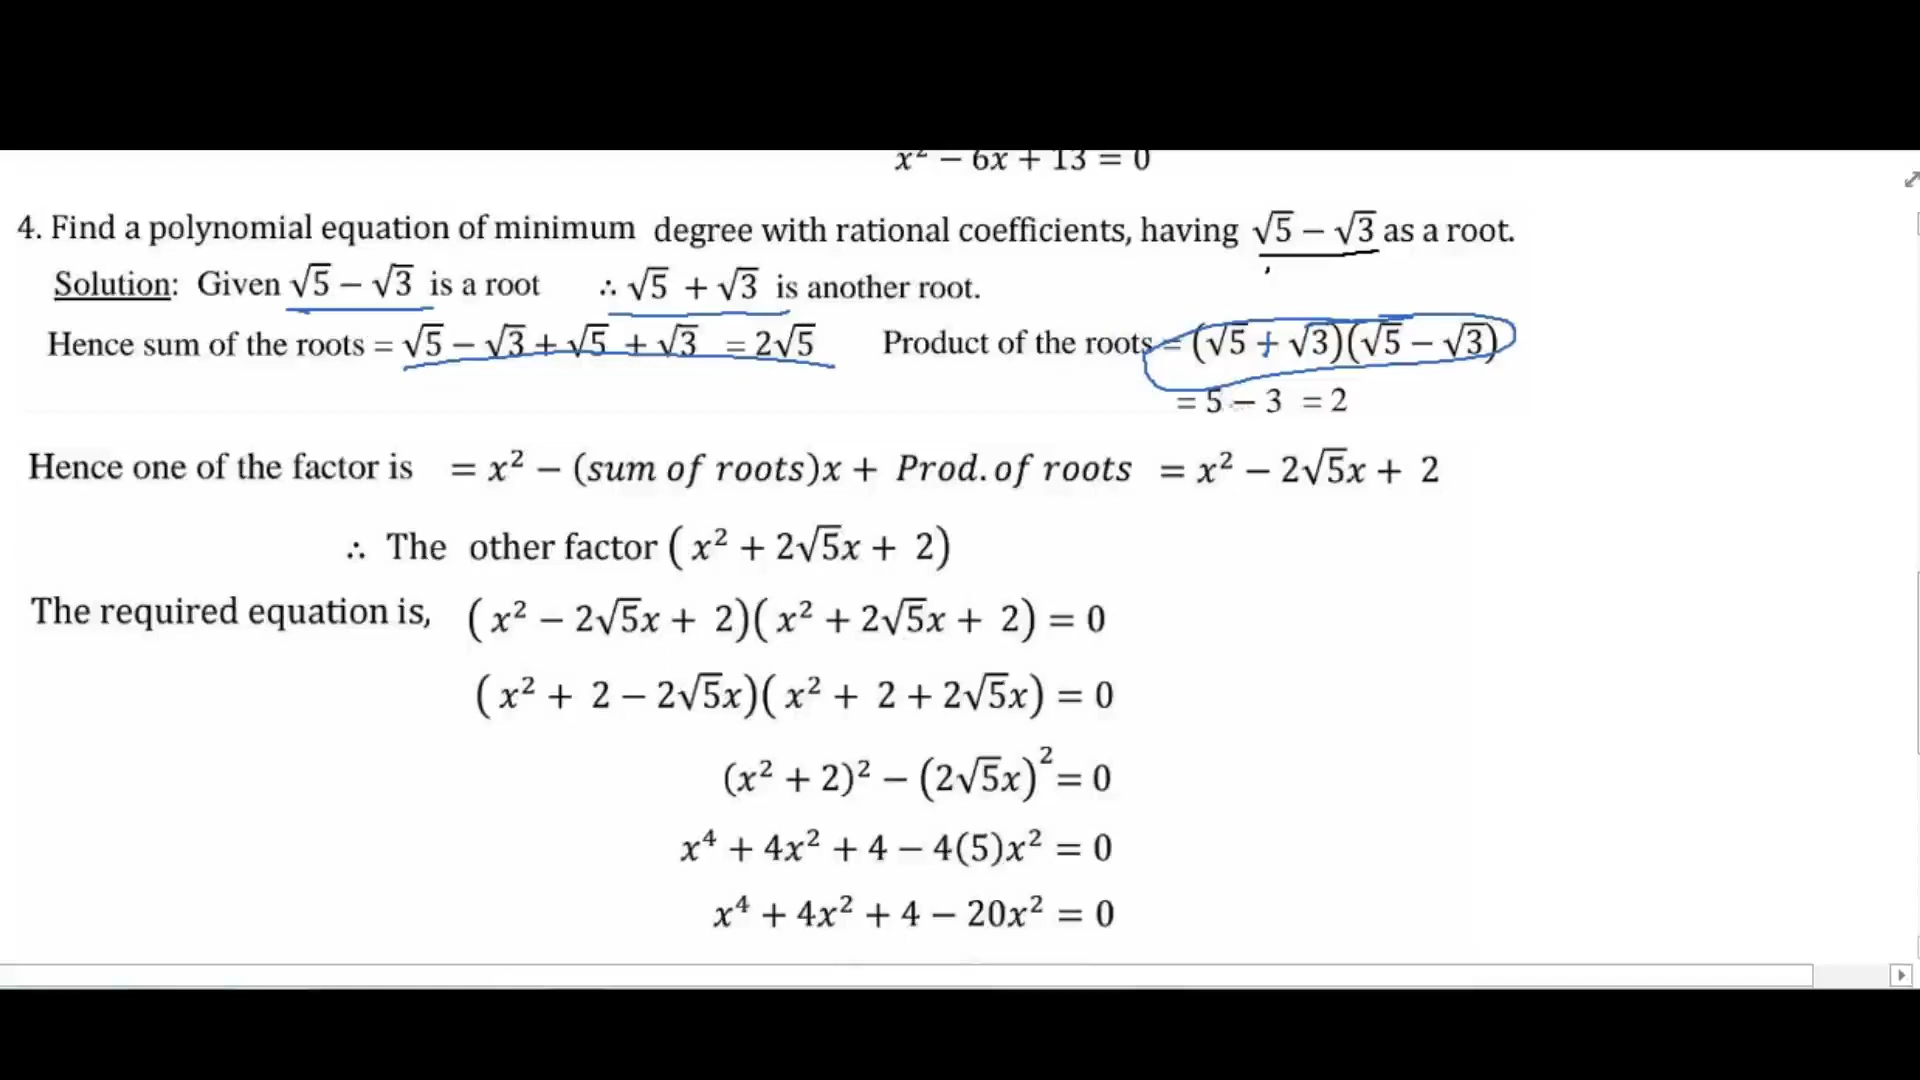 x² − 6x + 13 = 0
4. Find a polynomial equation of minimum degree with rational coefficients, having √5 − √3 as a root.
Solution: Given √5 − √3 is a root ∴ √5 + √3 is another root.
Hence sum of the roots = √5 − √3 + √5 + √3 = 2√5 Product of the roots = (√5 + √3)(√5 − √3)
= 5 − 3 = 2
Hence one of the factor is = x² − (sum of roots)x + Prod. of roots = x² − 2√5x + 2
∴ The other factor (x² + 2√5x + 2)
The required equation is, (x² − 2√5x + 2)(x² + 2√5x + 2) = 0
(x² + 2 − 2√5x)(x² + 2 + 2√5x) = 0
(x² + 2)² − (2√5x)² = 0
x⁴ + 4x² + 4 − 4(5)x² = 0
x⁴ + 4x² + 4 − 20x² = 0